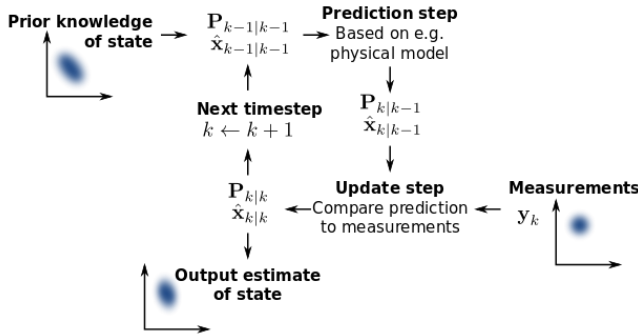 Prior knowledge
of state
P_{k−1|k−1}
x̂_{k−1|k−1}
Prediction step
Based on e.g.
physical model
Next timestep
k ← k + 1
P_{k|k−1}
x̂_{k|k−1}
P_{k|k}
x̂_{k|k}
Update step
Compare prediction
to measurements
Measurements
y_k
Output estimate
of state